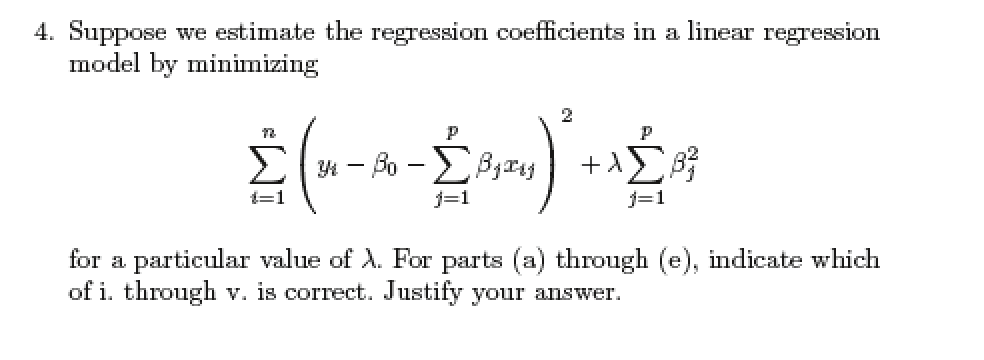 4. Suppose we estimate the regression coefficients in a linear regression
model by minimizing
$$\sum_{i=1}^{n} \left( y_i - \beta_0 - \sum_{j=1}^{p} \beta_j x_{ij} \right)^2 + \lambda \sum_{j=1}^{p} \beta_j^2$$
for a particular value of λ. For parts (a) through (e), indicate which
of i. through v. is correct. Justify your answer.